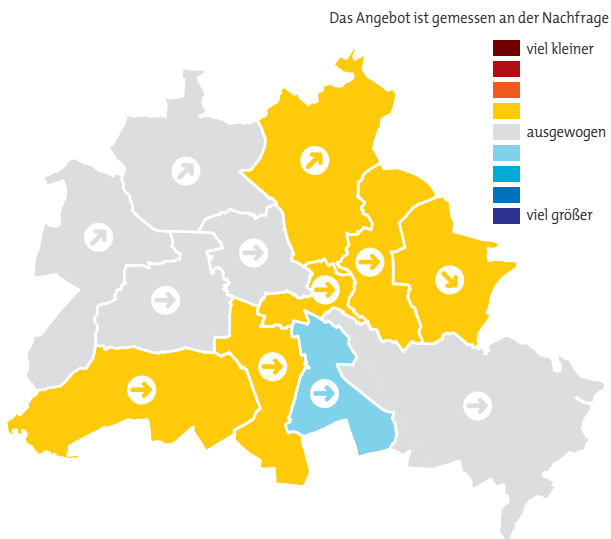 Das Angebot ist gemessen an der Nachfrage
viel kleiner
ausgewogen
viel größer